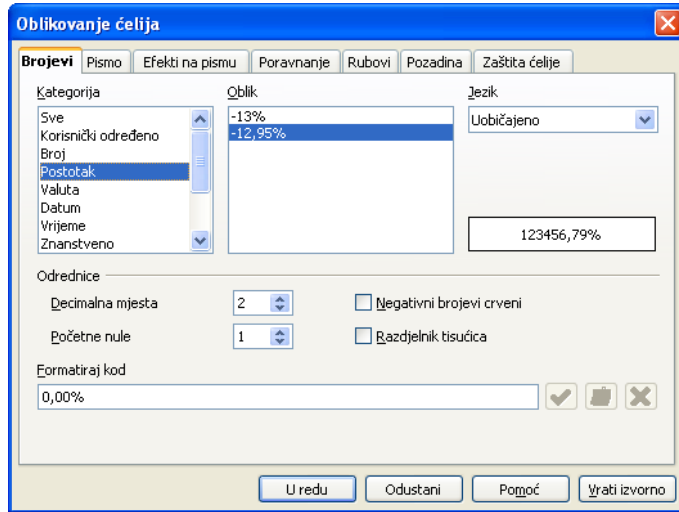 Oblikovanje ćelija
Brojevi Pismo Efekti na pismu Poravnanje Rubovi Pozadina Zaštita ćelije
Kategorija Oblik Jezik
Sve -13% Uobičajeno
Korisnički određeno -12,95%
Broj
Postotak
Valuta
Datum
Vrijeme
Znanstveno 123456,79%
Odrednice
Decimalna mjesta 2 Negativni brojevi crveni
Početne nule 1 Razdjelnik tisućica
Formatiraj kod
0,00%
U redu Odustani Pomoć Vrati izvorno